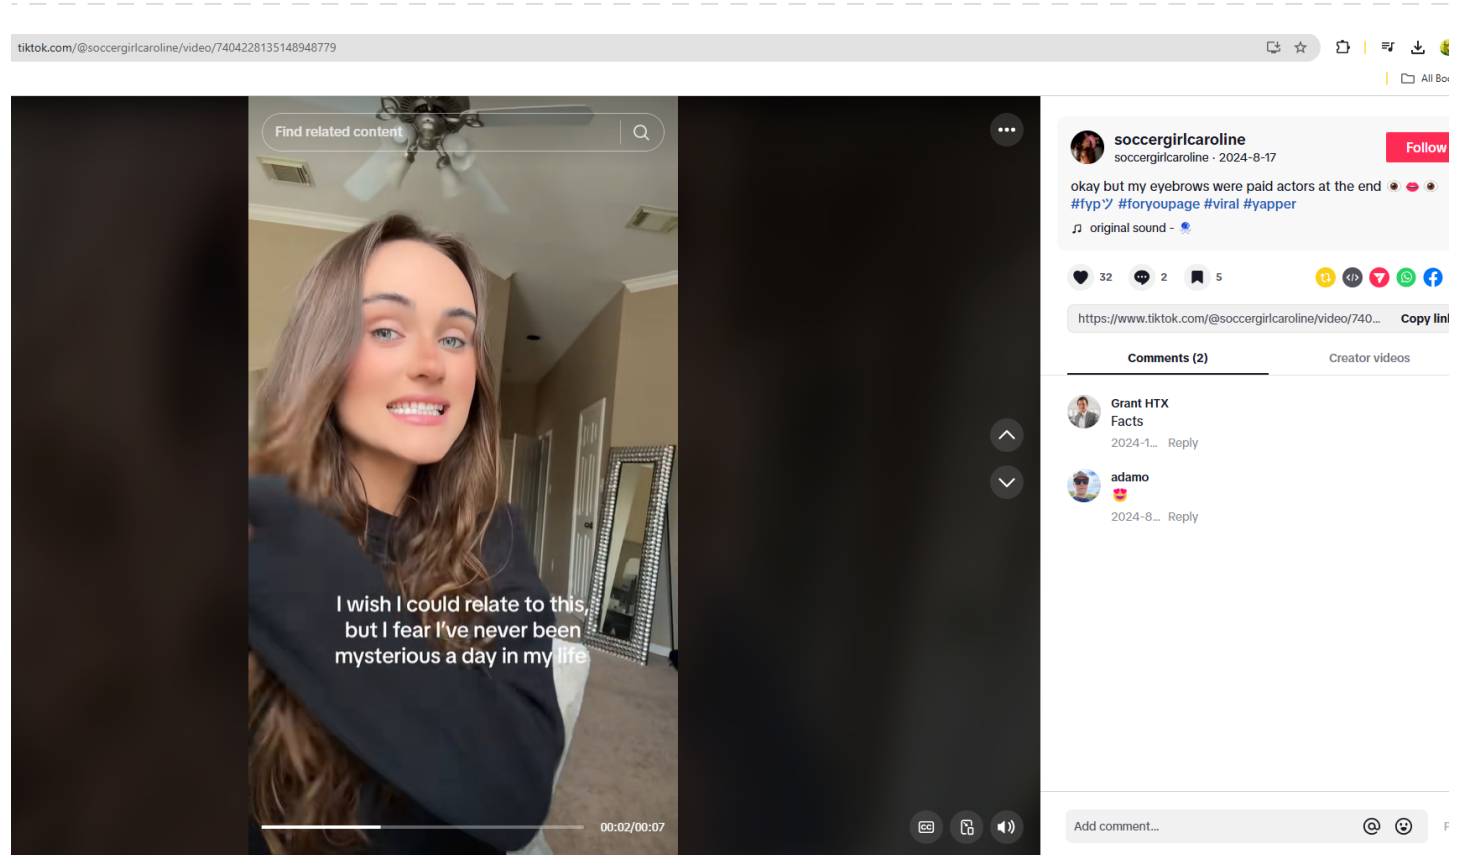 tiktok.com/@soccergirlcaroline/video/7404228135148948779
All Boo
Find related content
I wish I could relate to this,
but I fear I've never been
mysterious a day in my life
00:02/00:07
CC
soccergirlcaroline
soccergirlcaroline · 2024-8-17
Follow
okay but my eyebrows were paid actors at the end 👁️ 👄 👁️
#fypツ #foryoupage #viral #yapper
original sound -
32
2
5
https://www.tiktok.com/@soccergirlcaroline/video/740...
Copy link
Comments (2)
Creator videos
Grant HTX
Facts
2024-1... Reply
adamo
😍
2024-8... Reply
Add comment...